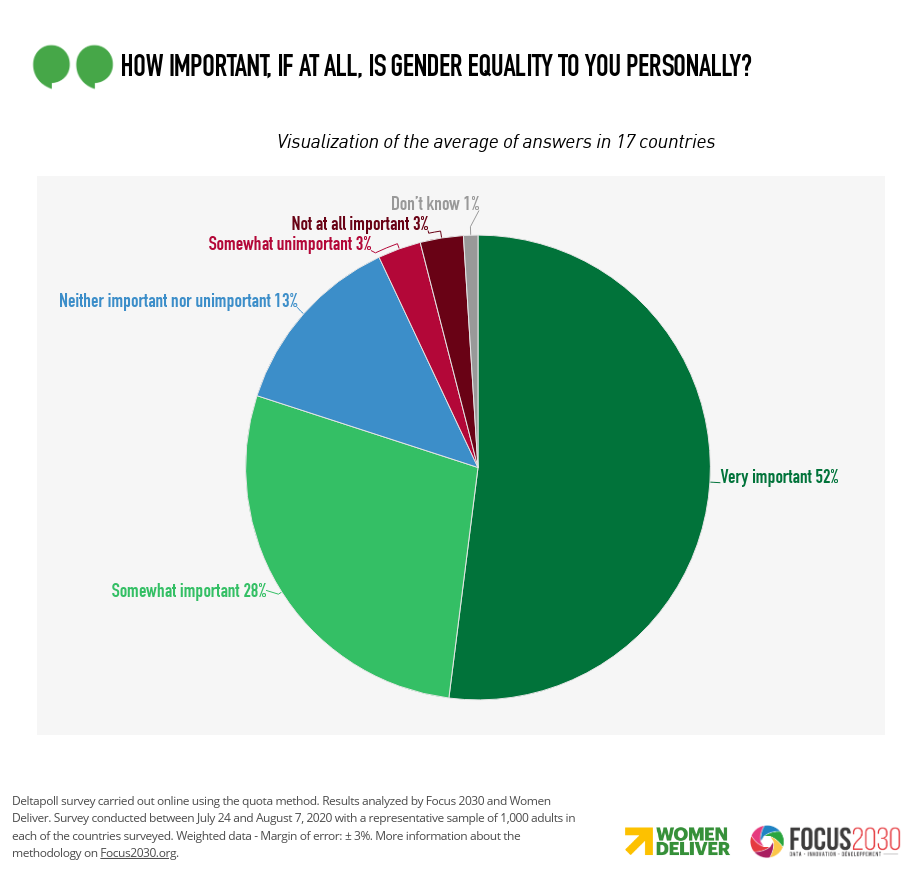 HOW IMPORTANT, IF AT ALL, IS GENDER EQUALITY TO YOU PERSONALLY?
Visualization of the average of answers in 17 countries
Don't know 1%
Not at all important 3%
Somewhat unimportant 3%
Neither important nor unimportant 13%
Very important 52%
Somewhat important 28%
Deltapoll survey carried out online using the quota method. Results analyzed by Focus 2030 and Women
Deliver. Survey conducted between July 24 and August 7, 2020 with a representative sample of 1,000 adults in
each of the countries surveyed. Weighted data - Margin of error: ± 3%. More information about the
methodology on Focus2030.org.
WOMEN
DELIVER
FOCUS2030
DATA · INNOVATION · DÉVELOPPEMENT